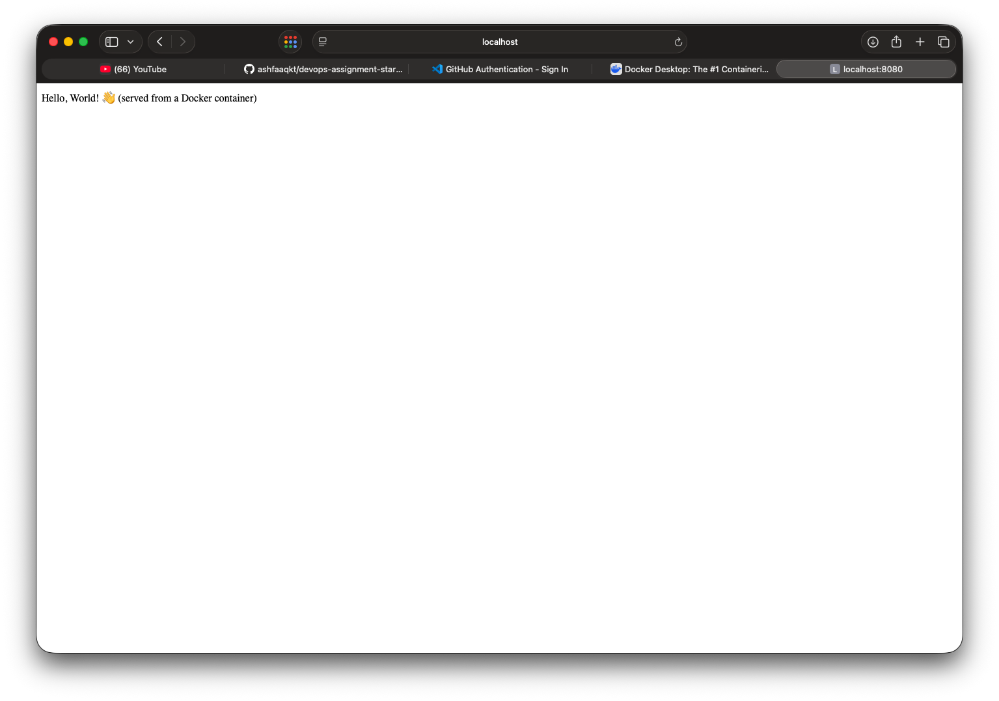 localhost
(66) YouTube
ashfaaqkt/devops-assignment-star...
GitHub Authentication - Sign In
Docker Desktop: The #1 Containeri...
L localhost:8080
Hello, World! 👋 (served from a Docker container)